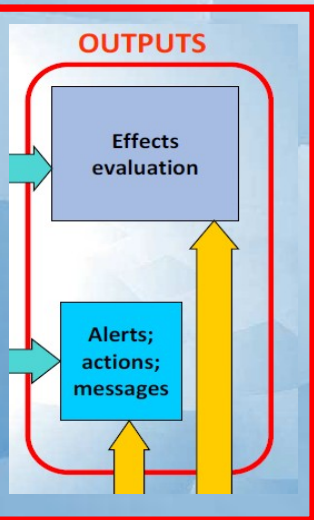 OUTPUTS
Effects
evaluation
Alerts;
actions;
messages